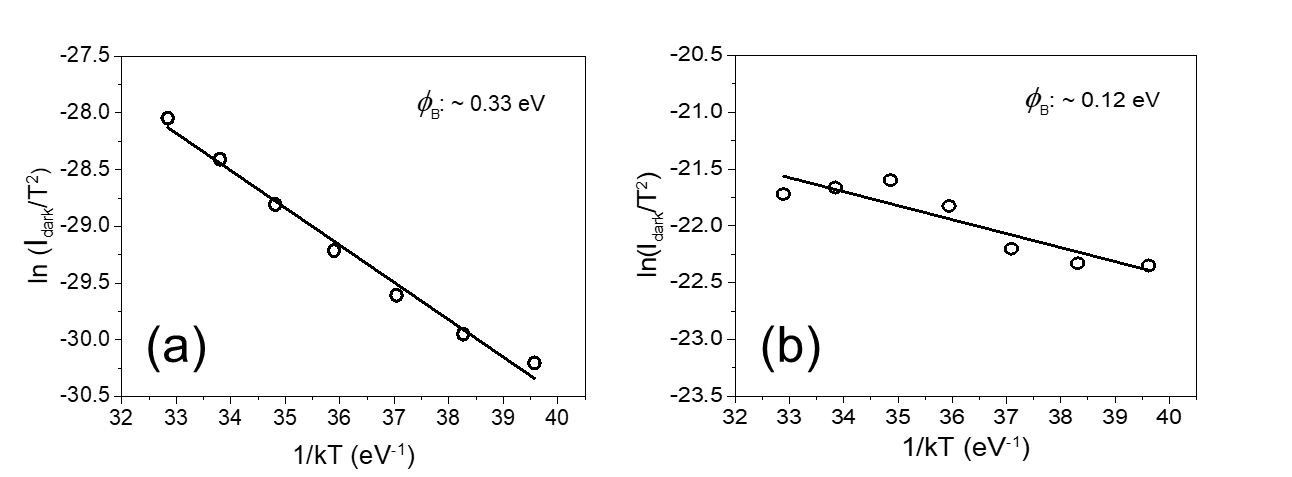 -27.5
-28.0
-28.5
-29.0
-29.5
-30.0
-30.5
ln (I_dark/T²)
ϕ_B: ~ 0.33 eV
(a)
32 33 34 35 36 37 38 39 40
1/kT (eV⁻¹)
-20.5
-21.0
-21.5
-22.0
-22.5
-23.0
-23.5
ln(I_dark/T²)
ϕ_B: ~ 0.12 eV
(b)
32 33 34 35 36 37 38 39 40
1/kT (eV⁻¹)